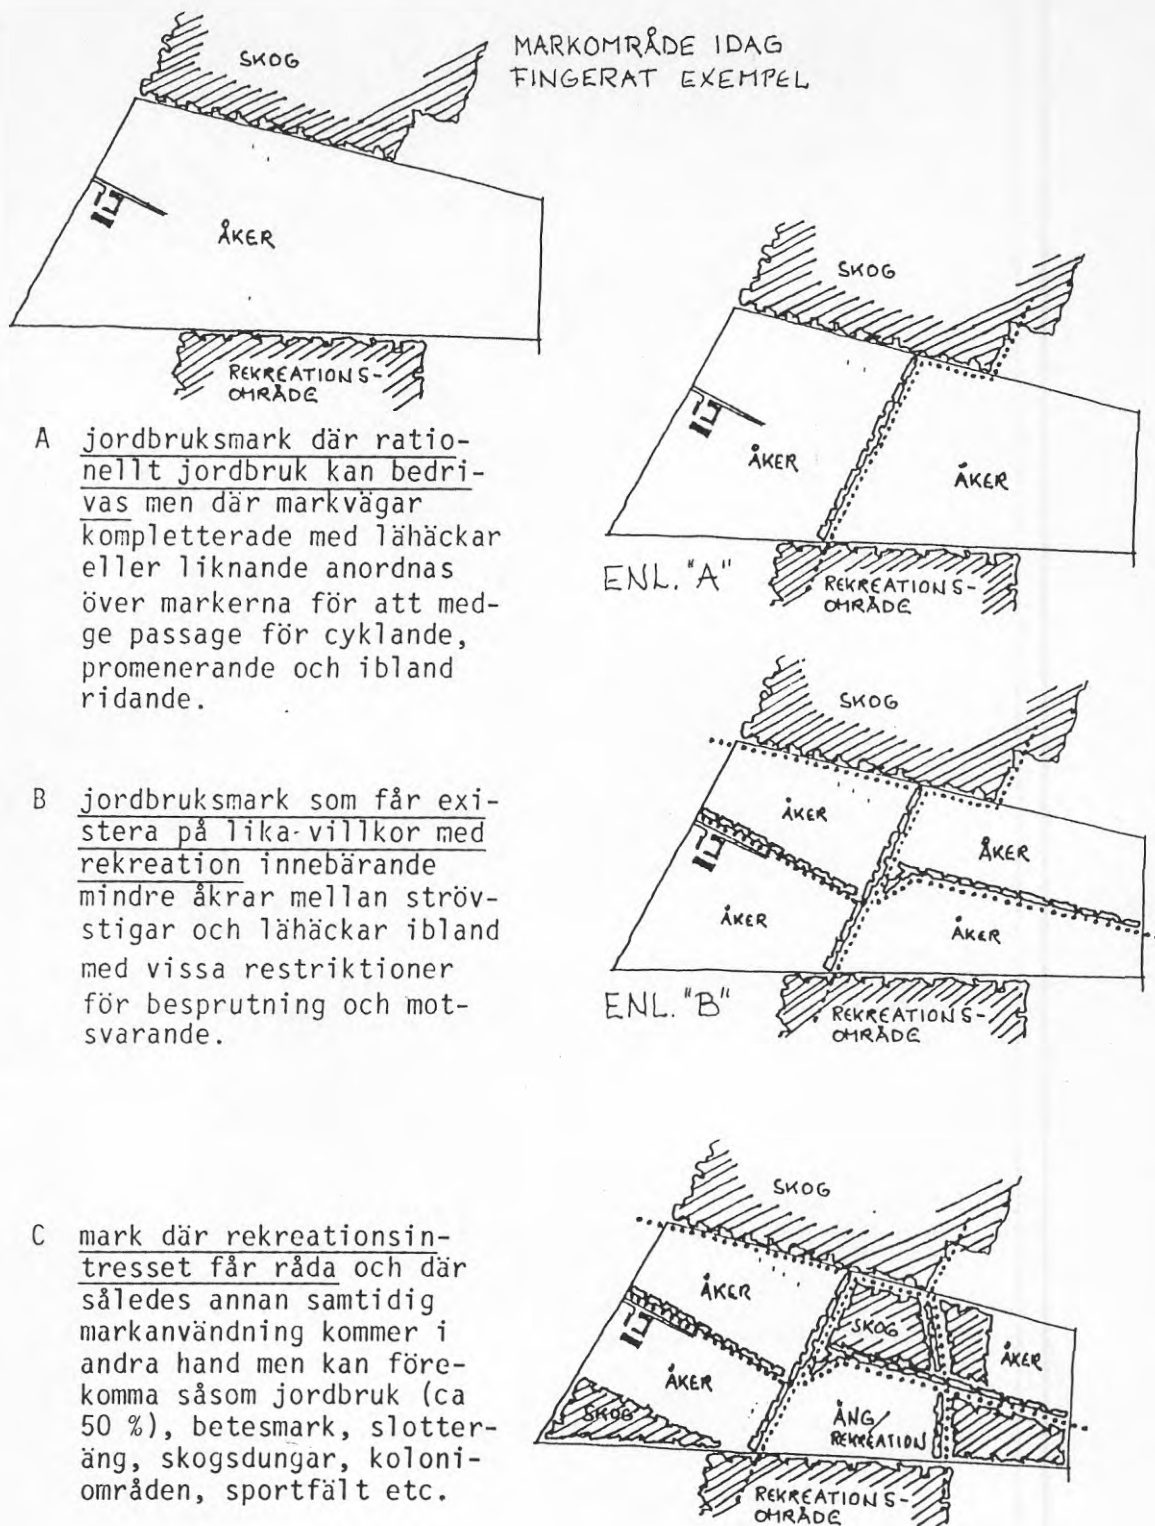 MARKOMRÅDE IDAG
FINGERAT EXEMPEL
SKOG
ÅKER
REKREATIONS-
OMRÅDE
A jordbruksmark där ratio-
nellt jordbruk kan bedri-
vas men där markvägar
kompletterade med lähäckar
eller liknande anordnas
över markerna för att med-
ge passage för cyklande,
promenerande och ibland
ridande.
SKOG
ÅKER
ÅKER
ENL. "A"
REKREATIONS-
OMRÅDE
B jordbruksmark som får exi-
stera på lika villkor med
rekreation innebärande
mindre åkrar mellan ströv-
stigar och lähäckar ibland
med vissa restriktioner
för besprutning och mot-
svarande.
SKOG
ÅKER
ÅKER
ÅKER
ÅKER
ENL. "B"
REKREATIONS-
OMRÅDE
C mark där rekreationsin-
tresset får råda och där
således annan samtidig
markanvändning kommer i
andra hand men kan före-
komma såsom jordbruk (ca
50 %), betesmark, slotter-
äng, skogsdungar, koloni-
områden, sportfält etc.
SKOG
ÅKER
SKOG
ÅKER
ÅKER
SKOG
ÄNG/
REKREATION
REKREATIONS-
OMRÅDE